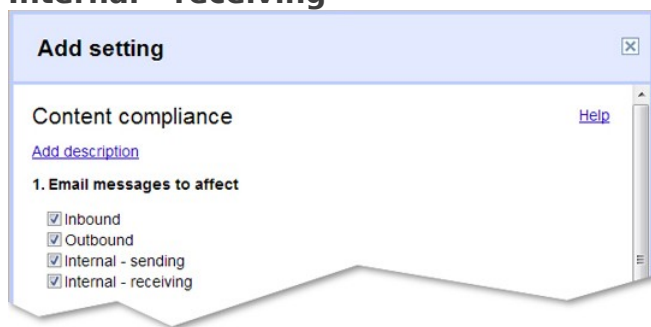 Internal - receiving
Add setting
Content compliance
Help
Add description
1. Email messages to affect
Inbound
Outbound
Internal - sending
Internal - receiving